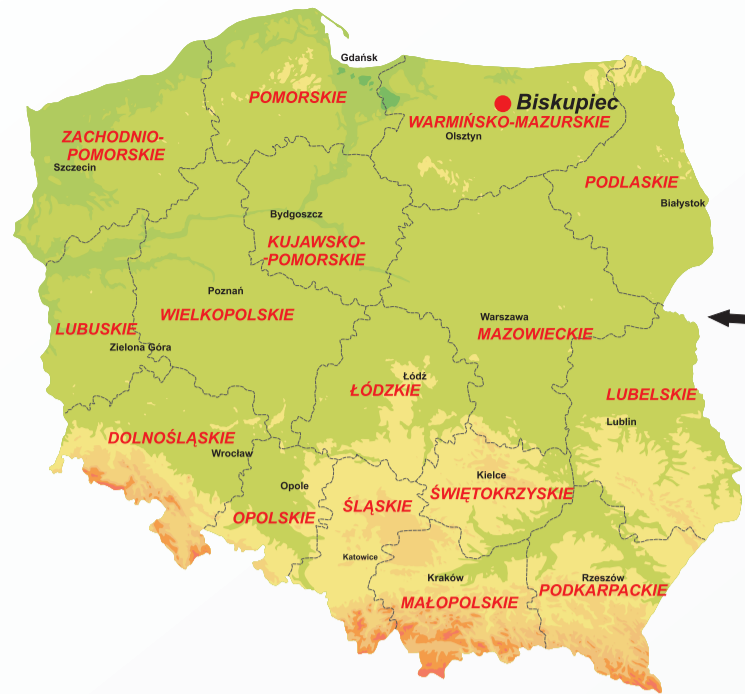 Gdańsk
POMORSKIE
Biskupiec
WARMIŃSKO-MAZURSKIE
Olsztyn
ZACHODNIO-
POMORSKIE
Szczecin
PODLASKIE
Białystok
Bydgoszcz
KUJAWSKO-
-POMORSKIE
Poznań
WIELKOPOLSKIE
LUBUSKIE
Zielona Góra
Warszawa
MAZOWIECKIE
Łódź
ŁÓDZKIE
LUBELSKIE
Lublin
DOLNOŚLĄSKIE
Wrocław
Opole
OPOLSKIE
ŚLĄSKIE
Katowice
Kielce
ŚWIĘTOKRZYSKIE
Kraków
MAŁOPOLSKIE
Rzeszów
PODKARPACKIE